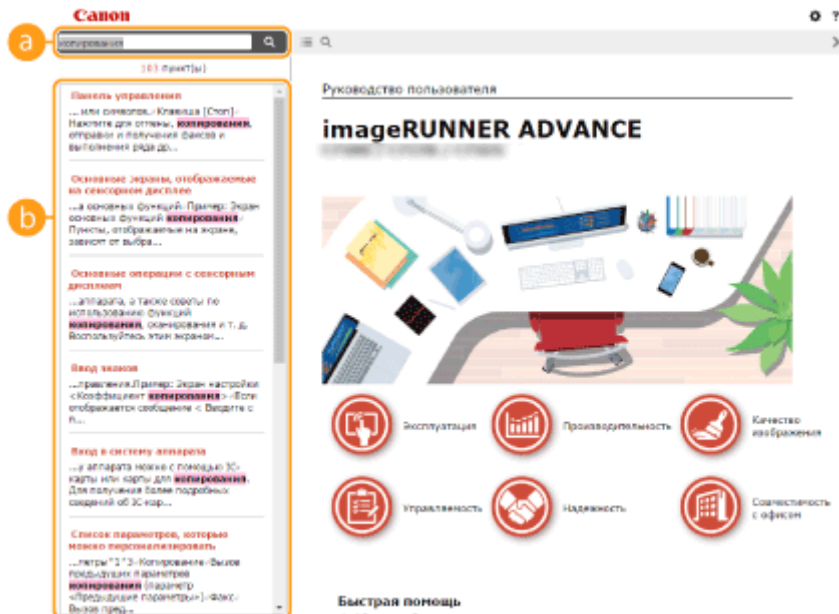 Canon
?
a
копирования
103 пункт(ы)
Руководство пользователя
imageRUNNER ADVANCE
b
Панель управления
... или символов.-Клавиша [Стоп]-
Нажмите для отмены, копирования,
отправки и получения факсов и
выполнения ряда др...
Основные экраны, отображаемые
на сенсорном дисплее
...а основных функций-Пример: Экран
основных функций копирования-
Пункты, отображаемые на экране,
зависят от выбра...
Основные операции с сенсорным
дисплеем
...аппарата, а также советы по
использованию функций
копирования, сканирования и т. д.
Воспользуйтесь этим экраном...
Ввод знаков
...правления.Пример: Экран настройки
<Коэффициент копирования>-Если
отображается сообщение < Введите с
п...
Вход в систему аппарата
...у аппарата можно с помощью IC-
карты или карты для копирования.
Для получения более подробных
сведений об IC-кар...
Список параметров, которые
можно персонализировать
...петры"1"3-Копирование-Вызов
предыдущих параметров
копирования (параметр
<Предыдущие параметры>)-Факс-
Вызов пред...
Эксплуатация
Производительность
Качество
изображения
Управляемость
Надежность
Совместимость
с офисом
Быстрая помощь